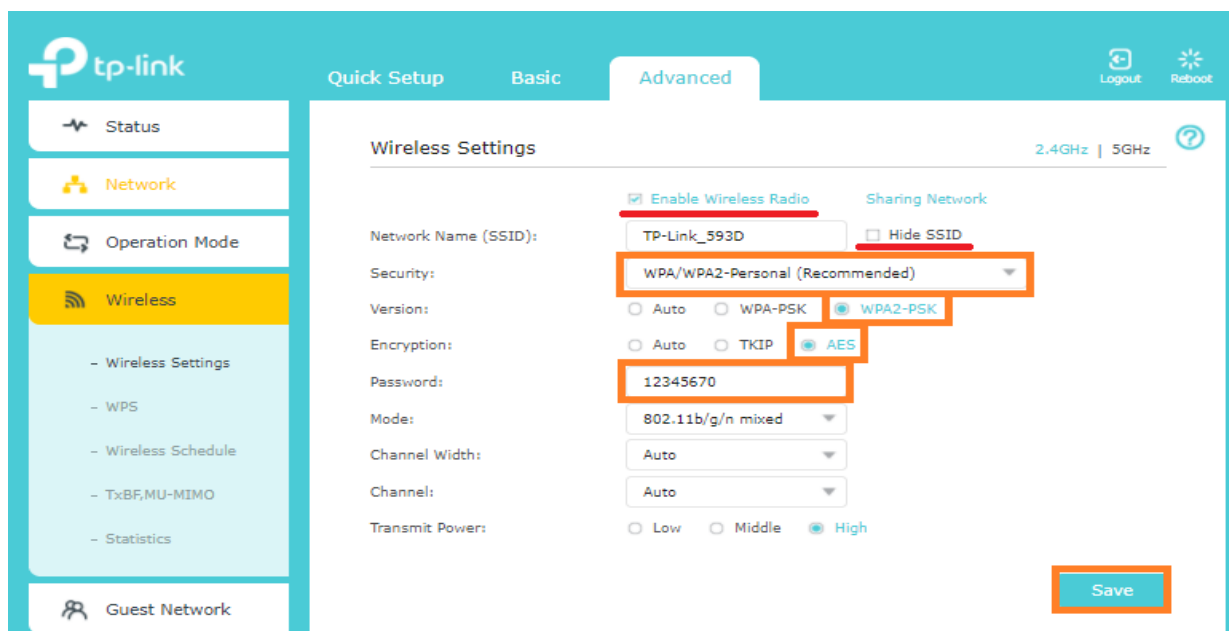 tp-link
Quick Setup Basic Advanced Logout Reboot
Status
Network
Operation Mode
Wireless
- Wireless Settings
- WPS
- Wireless Schedule
- TxBF,MU-MIMO
- Statistics
Guest Network
Wireless Settings 2.4GHz | 5GHz ?
Enable Wireless Radio Sharing Network
Network Name (SSID): TP-Link_593D Hide SSID
Security: WPA/WPA2-Personal (Recommended)
Version: Auto WPA-PSK WPA2-PSK
Encryption: Auto TKIP AES
Password: 12345670
Mode: 802.11b/g/n mixed
Channel Width: Auto
Channel: Auto
Transmit Power: Low Middle High
Save